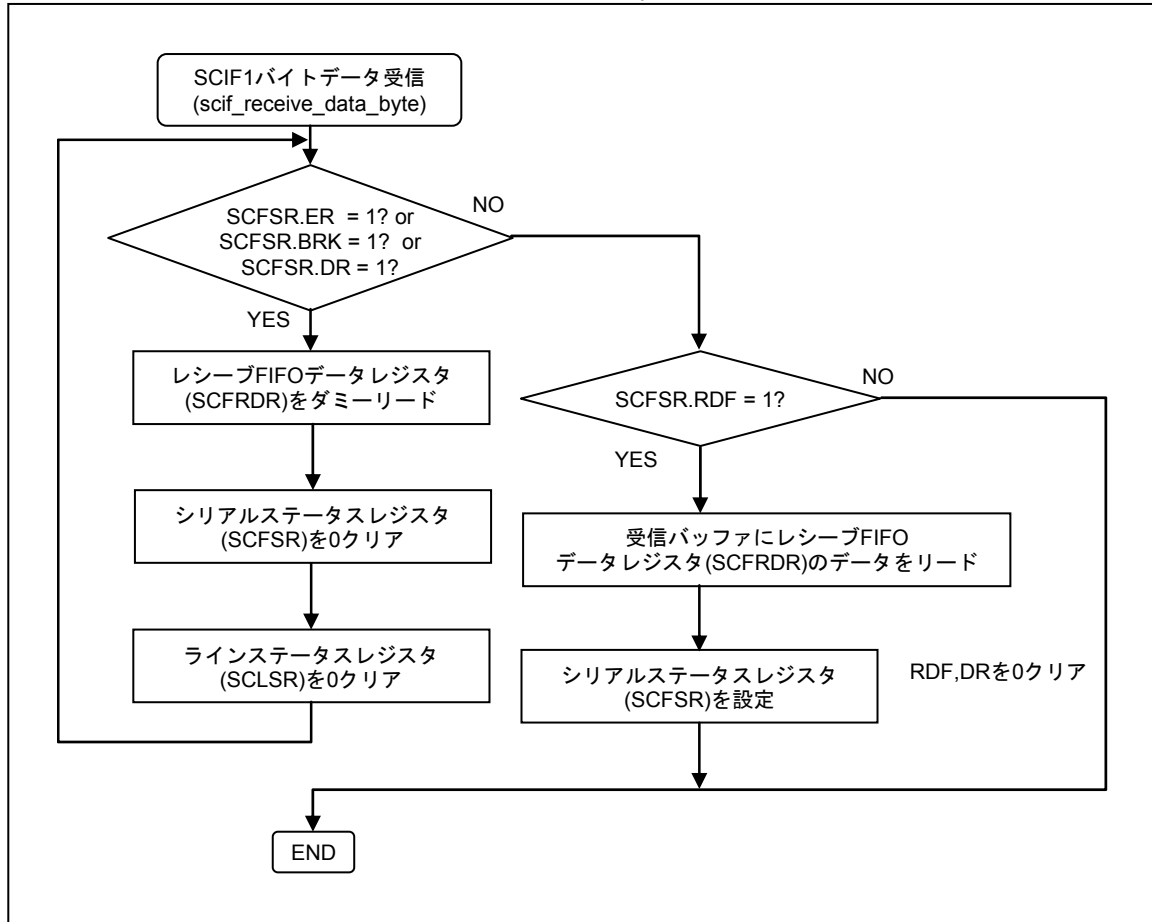 SCIF1バイトデータ受信
(scif_receive_data_byte)
SCFSR.ER = 1? or
SCFSR.BRK = 1? or
SCFSR.DR = 1?
NO
YES
レシーブFIFOデータレジスタ
(SCFRDR)をダミーリード
シリアルステータスレジスタ
(SCFSR)を0クリア
ラインステータスレジスタ
(SCLSR)を0クリア
SCFSR.RDF = 1?
NO
YES
受信バッファにレシーブFIFO
データレジスタ(SCFRDR)のデータをリード
シリアルステータスレジスタ
(SCFSR)を設定
RDF,DRを0クリア
END